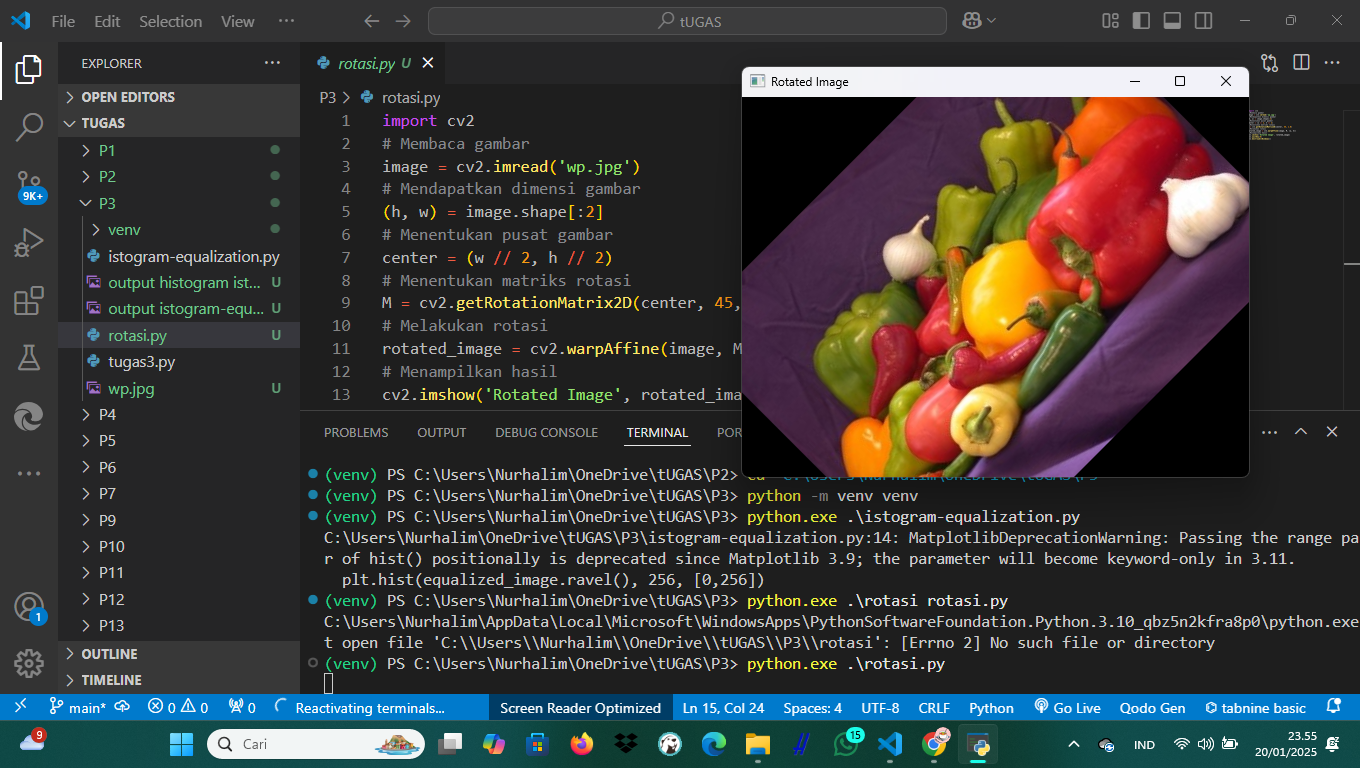 File Edit Selection View ··· tUGAS
EXPLORER ···
OPEN EDITORS
TUGAS
P1
P2
P3
venv
istogram-equalization.py
output histogram ist... U
output istogram-equ... U
rotasi.py U
tugas3.py
wp.jpg U
P4
P5
P6
P7
P9
P10
P11
P12
P13
OUTLINE
TIMELINE
9K+
1
rotasi.py U
P3 > rotasi.py
1 import cv2
2 # Membaca gambar
3 image = cv2.imread('wp.jpg')
4 # Mendapatkan dimensi gambar
5 (h, w) = image.shape[:2]
6 # Menentukan pusat gambar
7 center = (w // 2, h // 2)
8 # Menentukan matriks rotasi
9 M = cv2.getRotationMatrix2D(center, 45,
10 # Melakukan rotasi
11 rotated_image = cv2.warpAffine(image, M
12 # Menampilkan hasil
13 cv2.imshow('Rotated Image', rotated_ima
Rotated Image
PROBLEMS OUTPUT DEBUG CONSOLE TERMINAL POR
(venv) PS C:\Users\Nurhalim\OneDrive\tUGAS\P2>
(venv) PS C:\Users\Nurhalim\OneDrive\tUGAS\P3> python -m venv venv
(venv) PS C:\Users\Nurhalim\OneDrive\tUGAS\P3> python.exe .\istogram-equalization.py
C:\Users\Nurhalim\OneDrive\tUGAS\P3\istogram-equalization.py:14: MatplotlibDeprecationWarning: Passing the range pa
r of hist() positionally is deprecated since Matplotlib 3.9; the parameter will become keyword-only in 3.11.
plt.hist(equalized_image.ravel(), 256, [0,256])
(venv) PS C:\Users\Nurhalim\OneDrive\tUGAS\P3> python.exe .\rotasi rotasi.py
C:\Users\Nurhalim\AppData\Local\Microsoft\WindowsApps\PythonSoftwareFoundation.Python.3.10_qbz5n2kfra8p0\python.exe
t open file 'C:\\Users\\Nurhalim\\OneDrive\\tUGAS\\P3\\rotasi': [Errno 2] No such file or directory
(venv) PS C:\Users\Nurhalim\OneDrive\tUGAS\P3> python.exe .\rotasi.py
main* 0 0 0 Reactivating terminals... Screen Reader Optimized Ln 15, Col 24 Spaces: 4 UTF-8 CRLF Python Go Live Qodo Gen tabnine basic
9 Cari 15 IND 23.55
20/01/2025